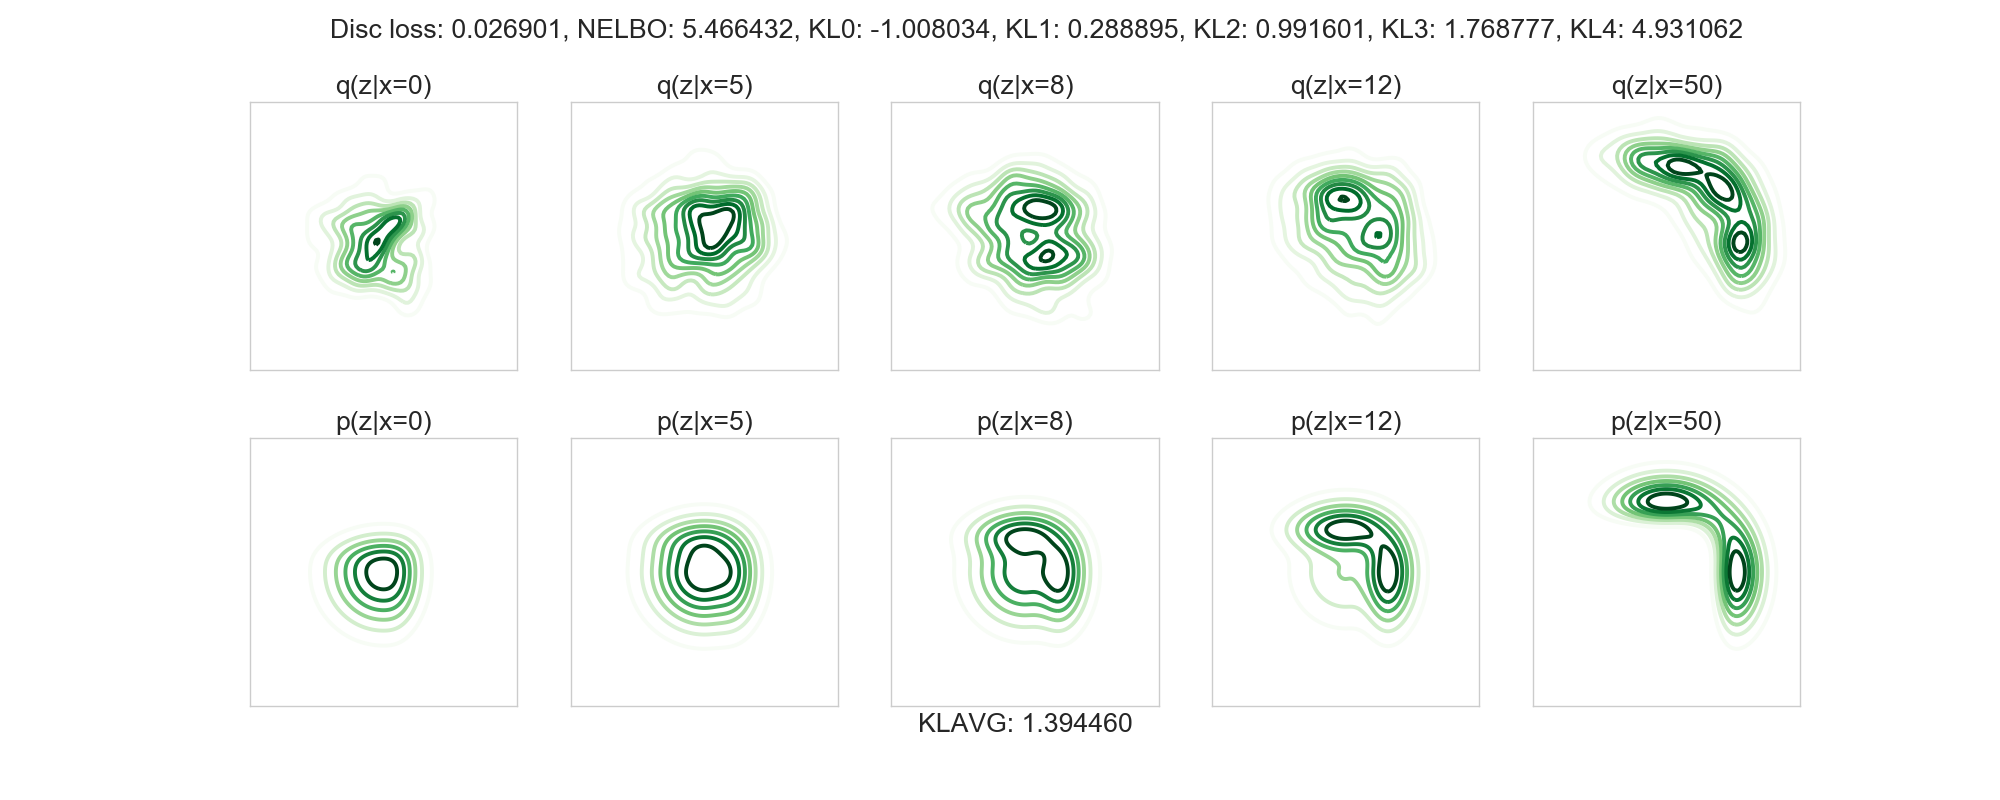 Disc loss: 0.026901, NELBO: 5.466432, KL0: -1.008034, KL1: 0.288895, KL2: 0.991601, KL3: 1.768777, KL4: 4.931062
q(z|x=0) q(z|x=5) q(z|x=8) q(z|x=12) q(z|x=50)
p(z|x=0) p(z|x=5) p(z|x=8) p(z|x=12) p(z|x=50)
KLAVG: 1.394460